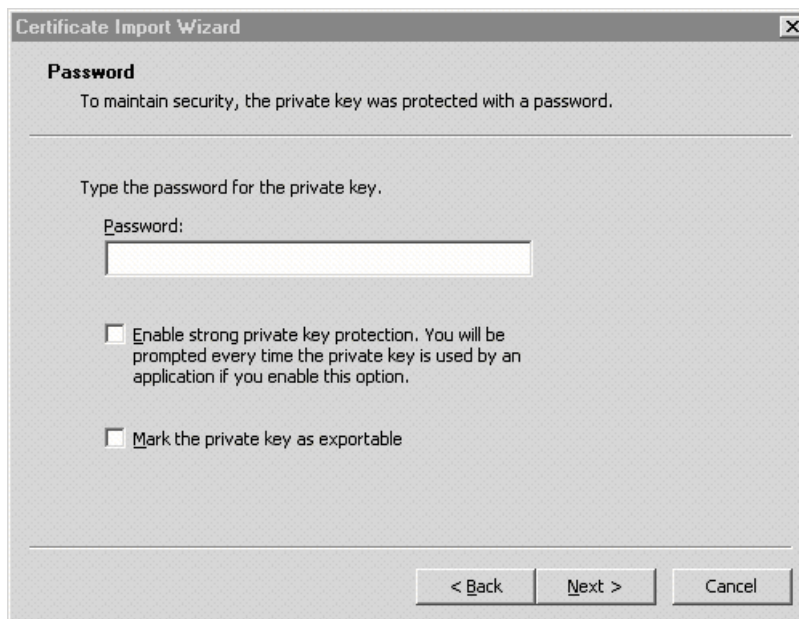 Certificate Import Wizard
Password
To maintain security, the private key was protected with a password.
Type the password for the private key.
Password:
Enable strong private key protection. You will be
prompted every time the private key is used by an
application if you enable this option.
Mark the private key as exportable
< Back
Next >
Cancel